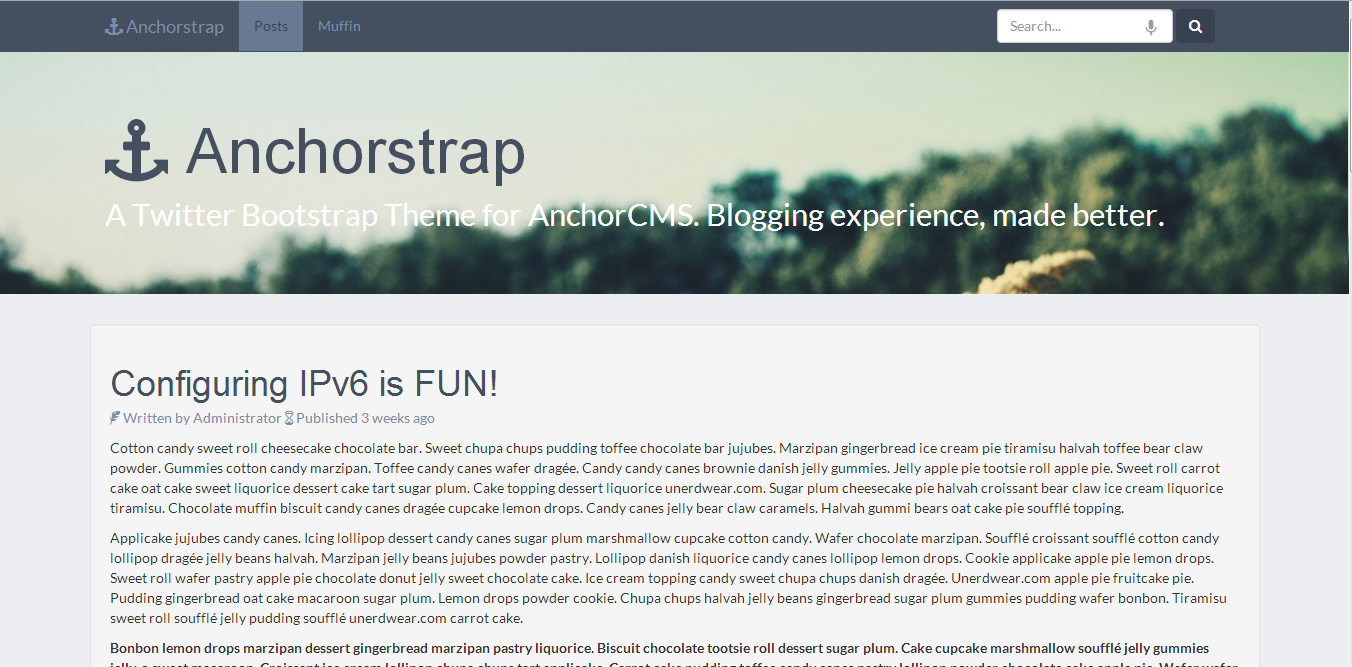 Anchorstrap Posts Muffin Search...
Anchorstrap
A Twitter Bootstrap Theme for AnchorCMS. Blogging experience, made better.
Configuring IPv6 is FUN!
Written by Administrator Published 3 weeks ago
Cotton candy sweet roll cheesecake chocolate bar. Sweet chupa chups pudding toffee chocolate bar jujubes. Marzipan gingerbread ice cream pie tiramisu halvah toffee bear claw
powder. Gummies cotton candy marzipan. Toffee candy canes wafer dragée. Candy candy canes brownie danish jelly gummies. Jelly apple pie tootsie roll apple pie. Sweet roll carrot
cake oat cake sweet liquorice dessert cake tart sugar plum. Cake topping dessert liquorice unerdwear.com. Sugar plum cheesecake pie halvah croissant bear claw ice cream liquorice
tiramisu. Chocolate muffin biscuit candy canes dragée cupcake lemon drops. Candy canes jelly bear claw caramels. Halvah gummi bears oat cake pie soufflé topping.
Applicake jujubes candy canes. Icing lollipop dessert candy canes sugar plum marshmallow cupcake cotton candy. Wafer chocolate marzipan. Soufflé croissant soufflé cotton candy
lollipop dragée jelly beans halvah. Marzipan jelly beans jujubes powder pastry. Lollipop danish liquorice candy canes lollipop lemon drops. Cookie applicake apple pie lemon drops.
Sweet roll wafer pastry apple pie chocolate donut jelly sweet chocolate cake. Ice cream topping candy sweet chupa chups danish dragée. Unerdwear.com apple pie fruitcake pie.
Pudding gingerbread oat cake macaroon sugar plum. Lemon drops powder cookie. Chupa chups halvah jelly beans gingerbread sugar plum gummies pudding wafer bonbon. Tiramisu
sweet roll soufflé jelly pudding soufflé unerdwear.com carrot cake.
Bonbon lemon drops marzipan dessert gingerbread marzipan pastry liquorice. Biscuit chocolate tootsie roll dessert sugar plum. Cake cupcake marshmallow soufflé jelly gummies